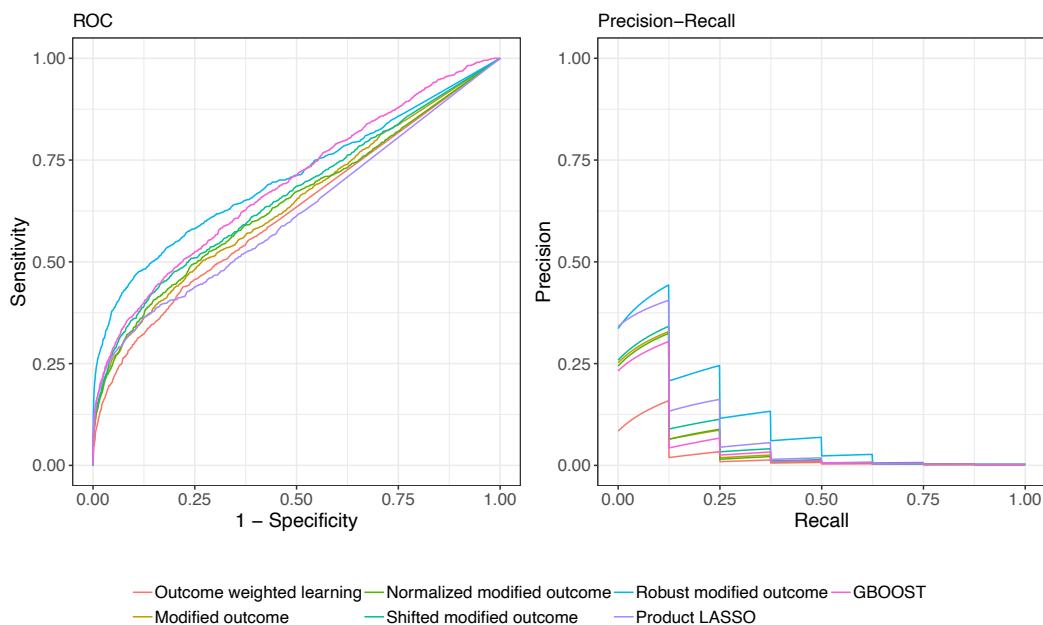 ROC
1.00
0.75
0.50
0.25
0.00
Sensitivity
0.00 0.25 0.50 0.75 1.00
1 − Specificity
Precision−Recall
1.00
0.75
0.50
0.25
0.00
Precision
0.00 0.25 0.50 0.75 1.00
Recall
Outcome weighted learning Normalized modified outcome Robust modified outcome GBOOST
Modified outcome Shifted modified outcome Product LASSO